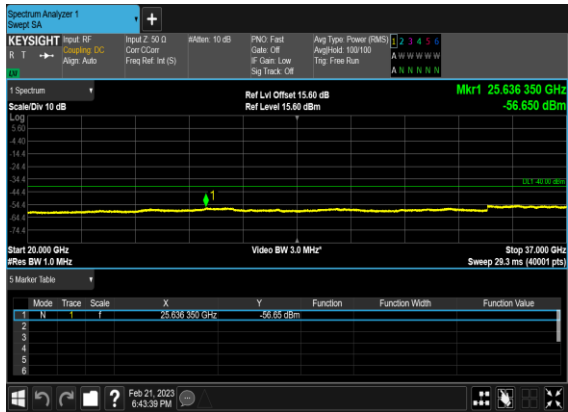 Spectrum Analyzer 1
Swept SA
KEYSIGHT Input: RF Input Z: 50 Ω #Atten: 10 dB PNO: Fast Avg Type: Power (RMS) 1 2 3 4 5 6
R T Coupling: DC Corr CCorr Gate: Off Avg|Hold: 100/100 A W W W W W
Align: Auto Freq Ref: Int (S) IF Gain: Low Trig: Free Run
LXI Sig Track: Off A N N N N N
1 Spectrum Ref Lvl Offset 15.60 dB Mkr1 25.636 350 GHz
Scale/Div 10 dB Ref Level 15.60 dBm -56.650 dBm
Log
5.60
-4.40
-14.4
-24.4
DL1 -40.00 dBm
-34.4
-44.4
1
-54.4
-64.4
-74.4
Start 20.000 GHz Video BW 3.0 MHz* Stop 37.000 GHz
#Res BW 1.0 MHz Sweep 29.3 ms (40001 pts)
5 Marker Table
Mode Trace Scale X Y Function Function Width Function Value
1 N 1 f 25.636 350 GHz -56.65 dBm
2
3
4
5
6
? Feb 21, 2023
6:43:39 PM